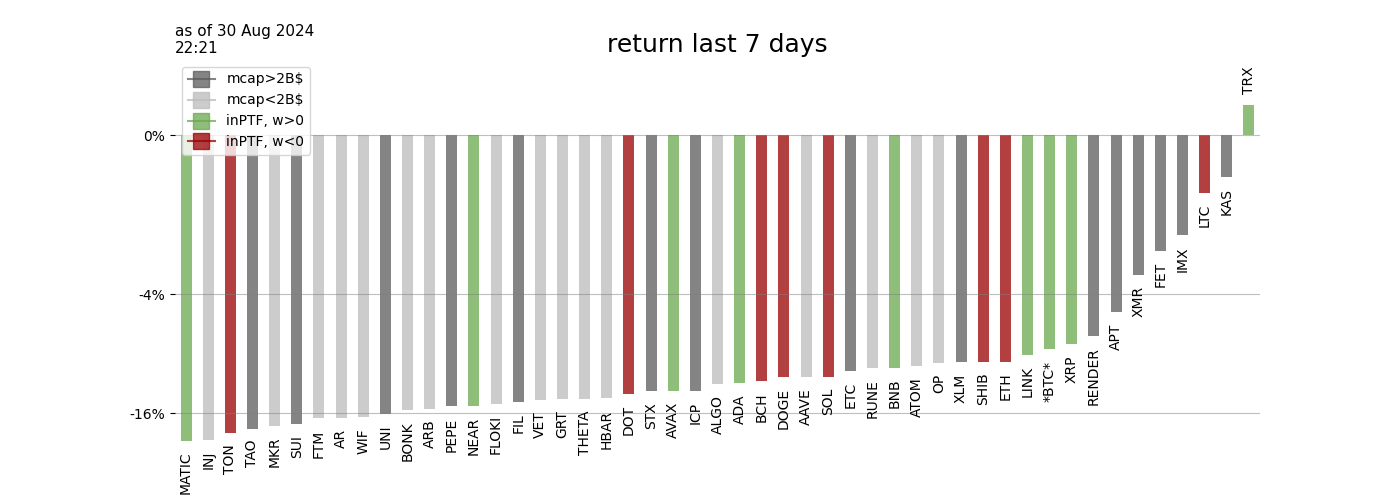 as of 30 Aug 2024
22:21
return last 7 days
mcap>2B$
mcap<2B$
inPTF, w>0
inPTF, w<0
0%
-4%
-16%
MATIC
INJ
TON
TAO
MKR
SUI
FTM
AR
WIF
UNI
BONK
ARB
PEPE
NEAR
FLOKI
FIL
VET
GRT
THETA
HBAR
DOT
STX
AVAX
ICP
ALGO
ADA
BCH
DOGE
AAVE
SOL
ETC
RUNE
BNB
ATOM
OP
XLM
SHIB
ETH
LINK
*BTC*
XRP
RENDER
APT
XMR
FET
IMX
LTC
KAS
TRX